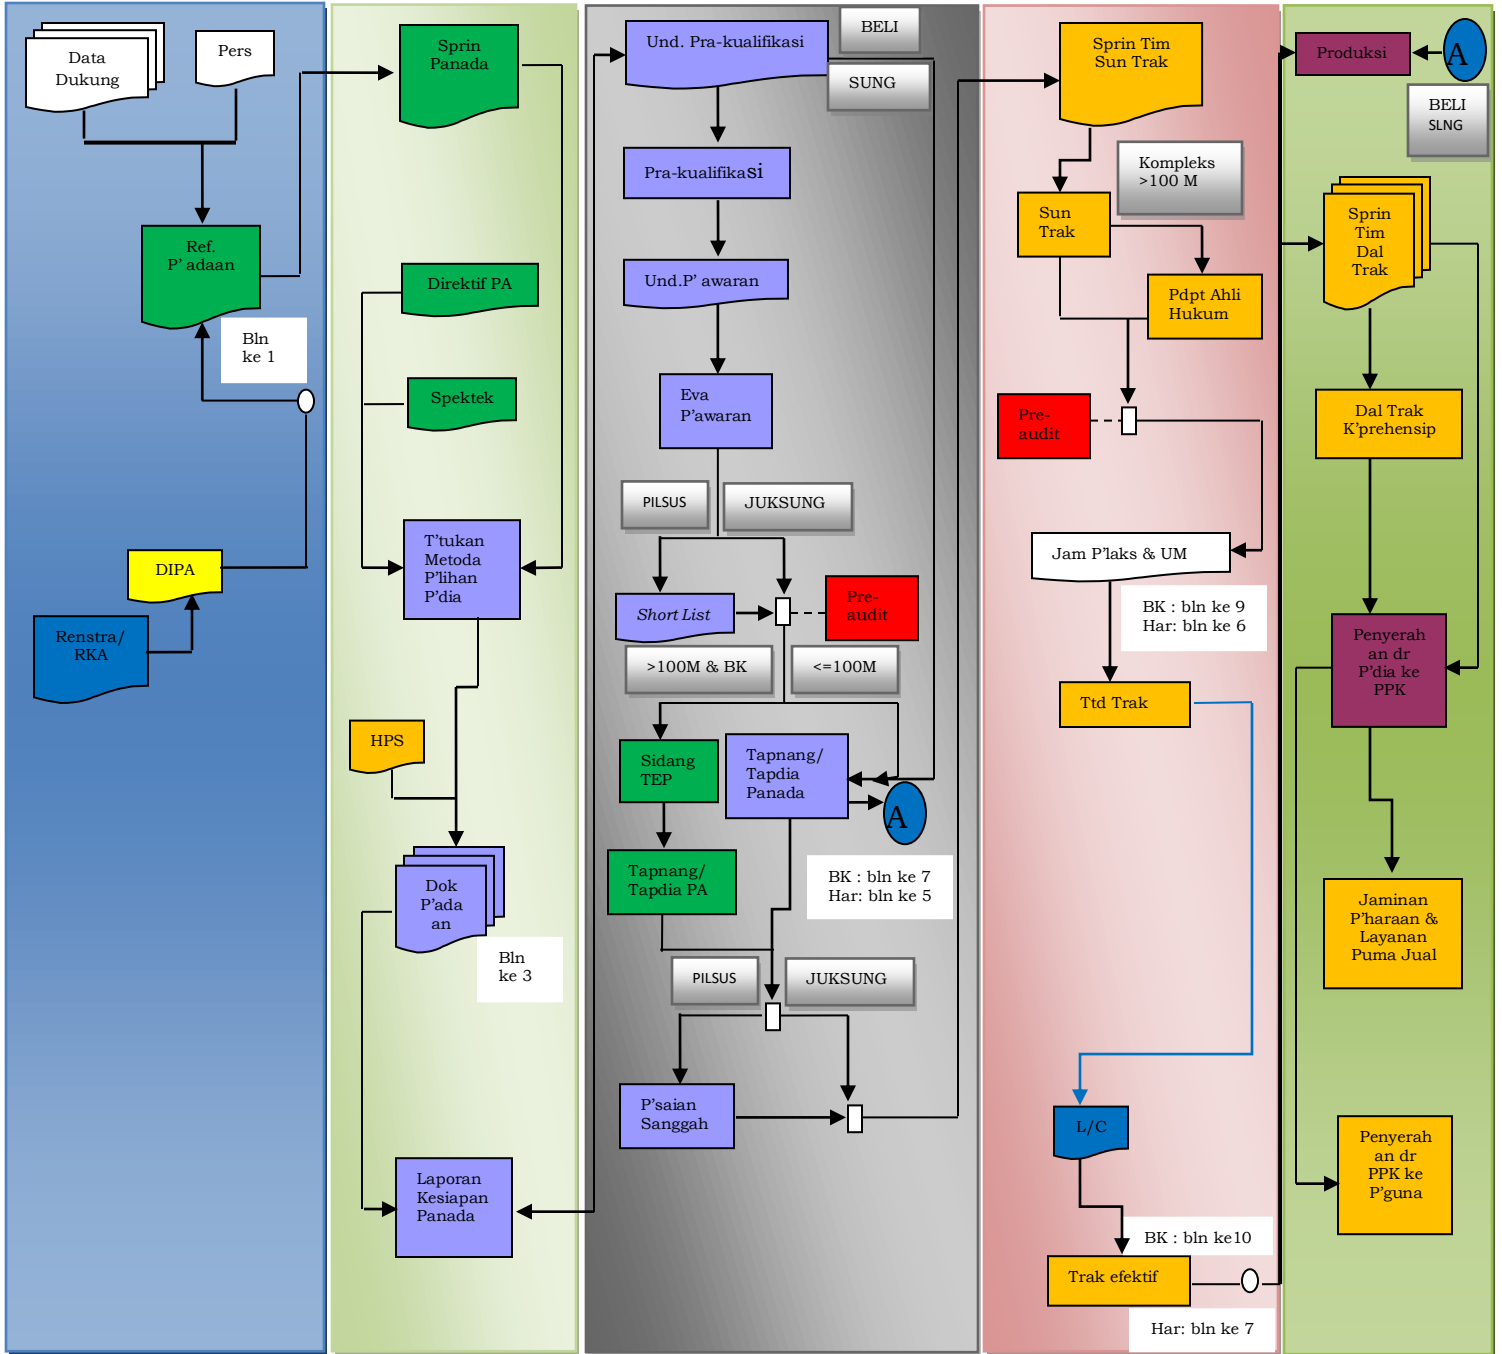 Data
Dukung
Pers
Ref.
P' adaan
Bln
ke 1
DIPA
Renstra/
RKA
Sprin
Panada
Direktif PA
Spektek
T'tukan
Metoda
P'lihan
P'dia
HPS
Dok
P'ada
an
Bln
ke 3
Laporan
Kesiapan
Panada
Und. Pra-kualifikasi
BELI
SUNG
Pra-kualifikasi
Und.P' awaran
Eva
P'awaran
PILSUS
JUKSUNG
Short List
Pre-
audit
>100M & BK
<=100M
Sidang
TEP
Tapnang/
Tapdia
Panada
A
Tapnang/
Tapdia PA
BK : bln ke 7
Har: bln ke 5
PILSUS
JUKSUNG
P'saian
Sanggah
Sprin Tim
Sun Trak
Kompleks
>100 M
Sun
Trak
Pdpt Ahli
Hukum
Pre-
audit
Jam P'laks & UM
BK : bln ke 9
Har: bln ke 6
Ttd Trak
L/C
BK : bln ke10
Trak efektif
Har: bln ke 7
Produksi
A
BELI
SLNG
Sprin
Tim
Dal
Trak
Dal Trak
K'prehensip
Penyerah
an dr
P'dia ke
PPK
Jaminan
P'haraan &
Layanan
Puma Jual
Penyerah
an dr
PPK ke
P'guna